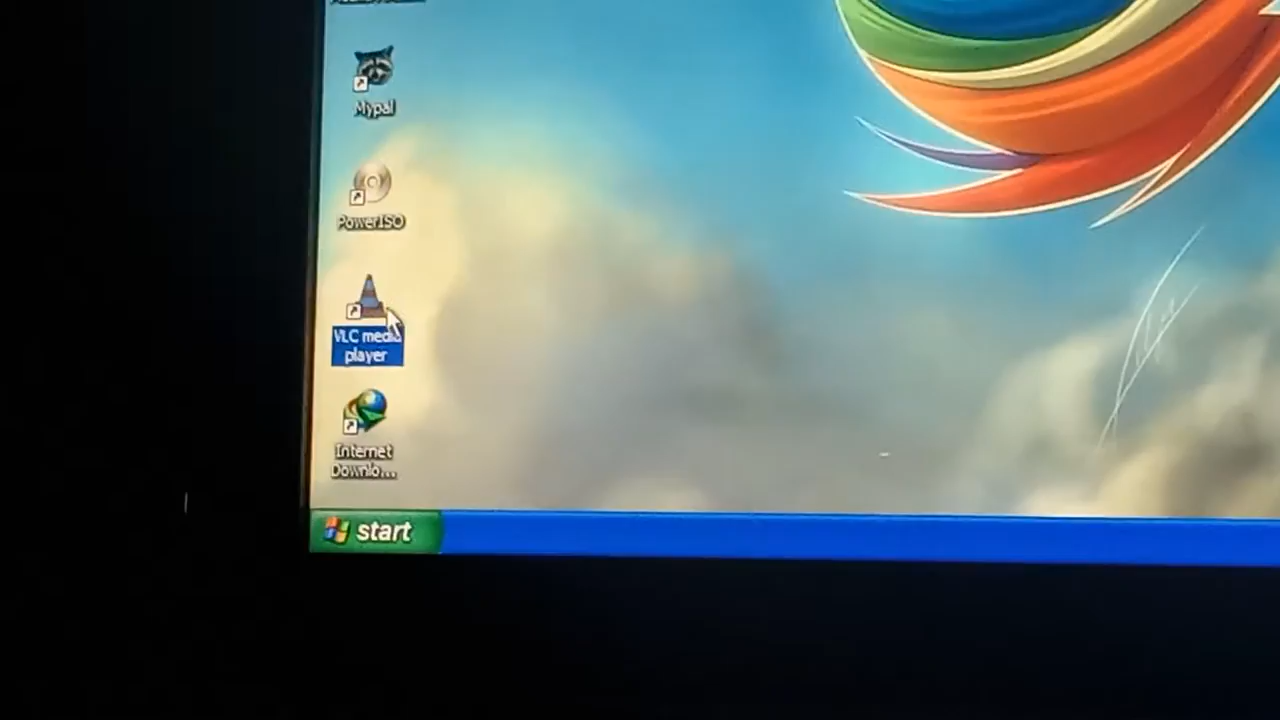 Mypal
PowerISO
VLC media
player
Internet
Downlo...
start